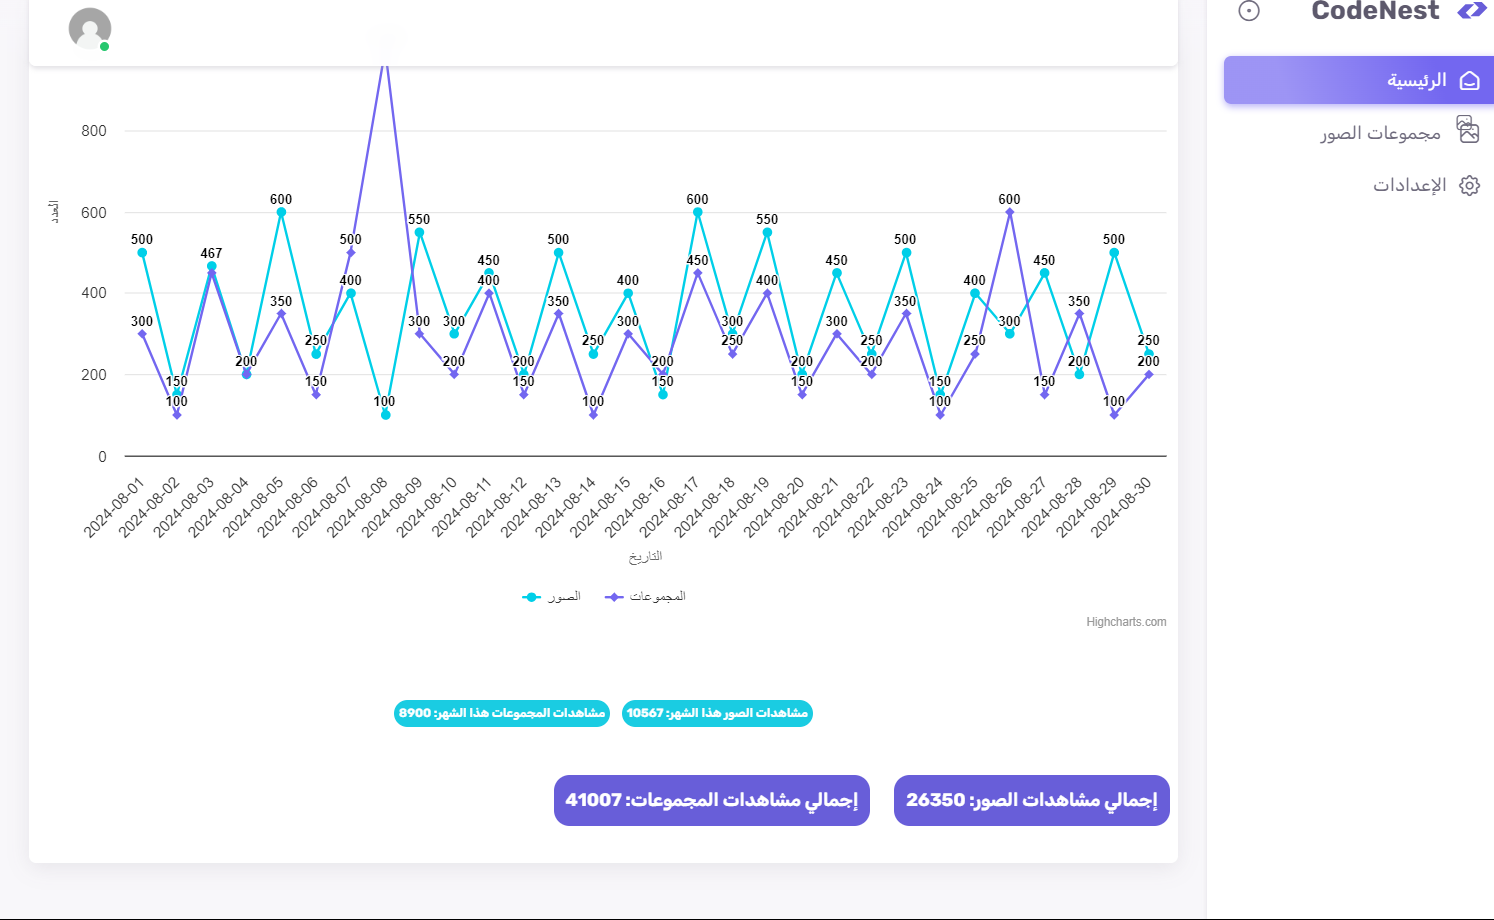 CodeNest
الرئيسية
مجموعات الصور
الإعدادات
العدد
800
600
400
200
0
500 150 467 200 600 250 400 100 550 300 450 200 500 250 400 150 600 300 550 200 450 250 500 150 400 300 450 200 500 250
300 100 350 150 500 300 200 400 150 350 100 300 200 450 250 400 150 300 200 350 100 250 600 150 350 100 200
2024-08-01 2024-08-02 2024-08-03 2024-08-04 2024-08-05 2024-08-06 2024-08-07 2024-08-08 2024-08-09 2024-08-10 2024-08-11 2024-08-12 2024-08-13 2024-08-14 2024-08-15 2024-08-16 2024-08-17 2024-08-18 2024-08-19 2024-08-20 2024-08-21 2024-08-22 2024-08-23 2024-08-24 2024-08-25 2024-08-26 2024-08-27 2024-08-28 2024-08-29 2024-08-30
التاريخ
الصور
المجموعات
Highcharts.com
مشاهدات الصور هذا الشهر: 10567
مشاهدات المجموعات هذا الشهر: 8900
إجمالي مشاهدات الصور: 26350
إجمالي مشاهدات المجموعات: 41007